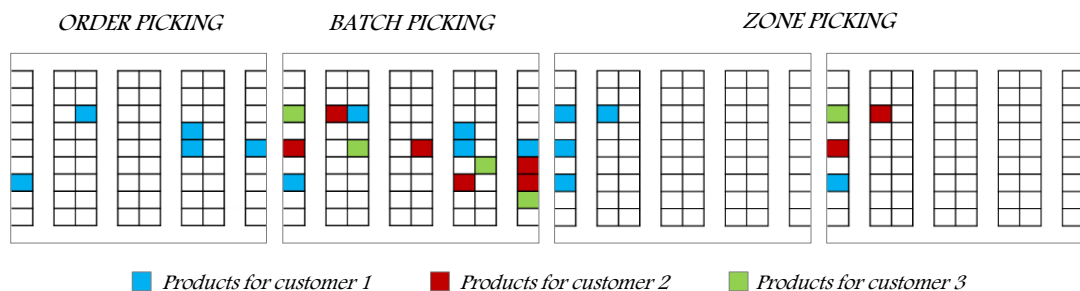 ORDER PICKING
BATCH PICKING
ZONE PICKING
Products for customer 1
Products for customer 2
Products for customer 3